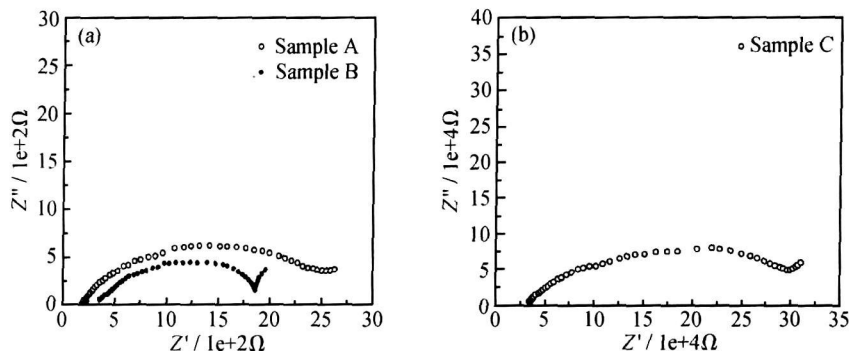 (a)
Sample A
Sample B
30
25
20
15
10
5
0
Z'' / 1e+2Ω
0 5 10 15 20 25 30
Z' / 1e+2Ω
(b)
Sample C
40
35
30
25
20
15
10
5
0
Z'' / 1e+4Ω
0 5 10 15 20 25 30 35
Z' / 1e+4Ω